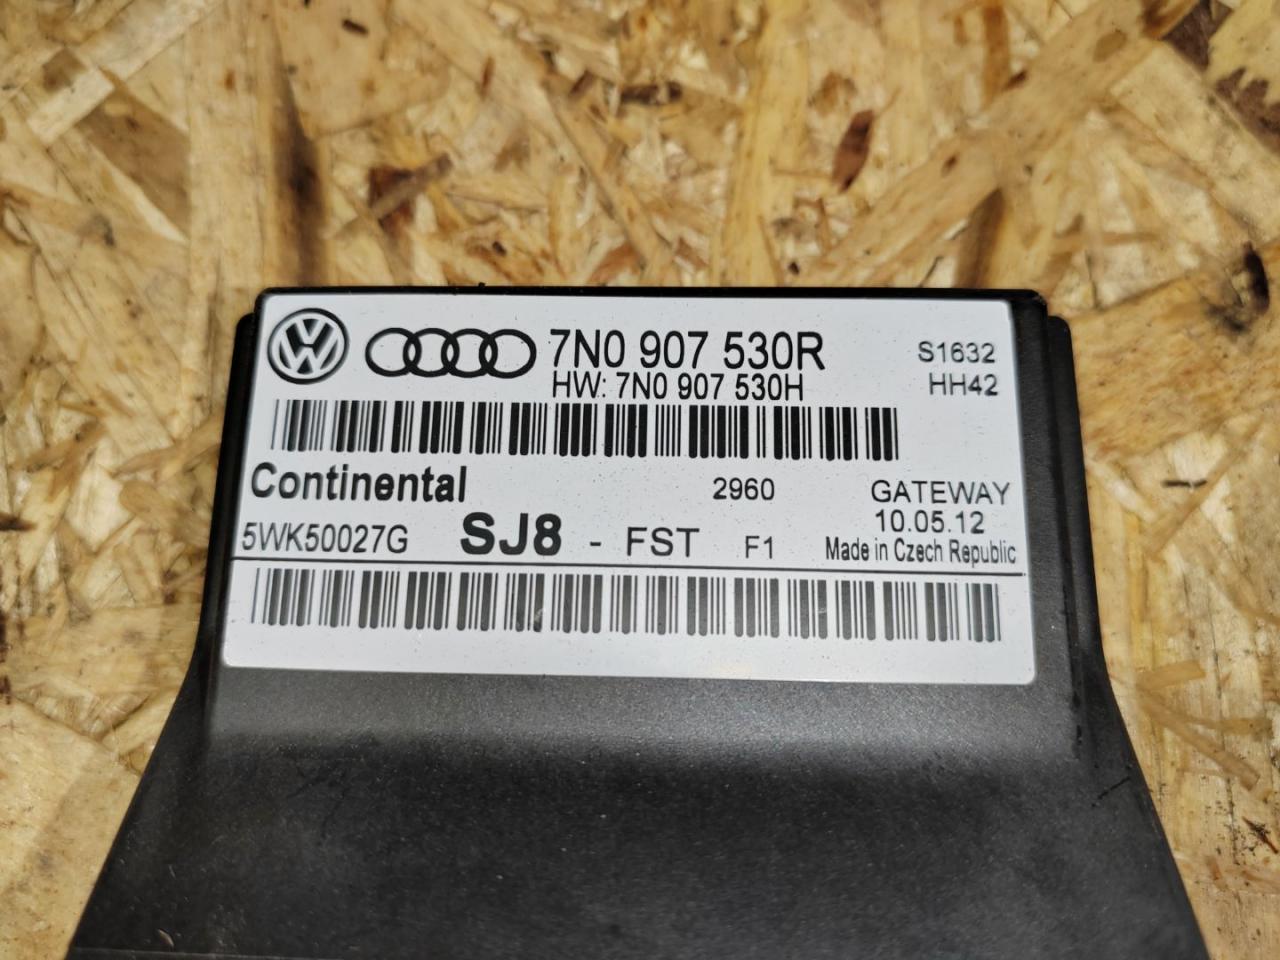 7N0 907 530R
S1632
HW: 7N0 907 530H
HH42
Continental
2960
GATEWAY
10.05.12
5WK50027G
SJ8 - FST F1
Made in Czech Republic